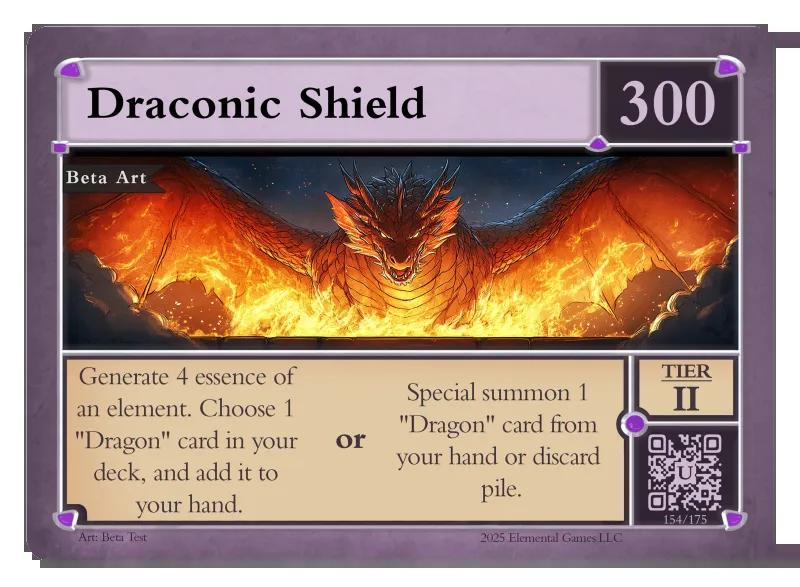 Draconic Shield
300
Beta Art
Generate 4 essence of
an element. Choose 1
"Dragon" card in your
deck, and add it to
your hand.
or
Special summon 1
"Dragon" card from
your hand or discard
pile.
TIER
II
U
154/175
Art: Beta Test
2025 Elemental Games LLC